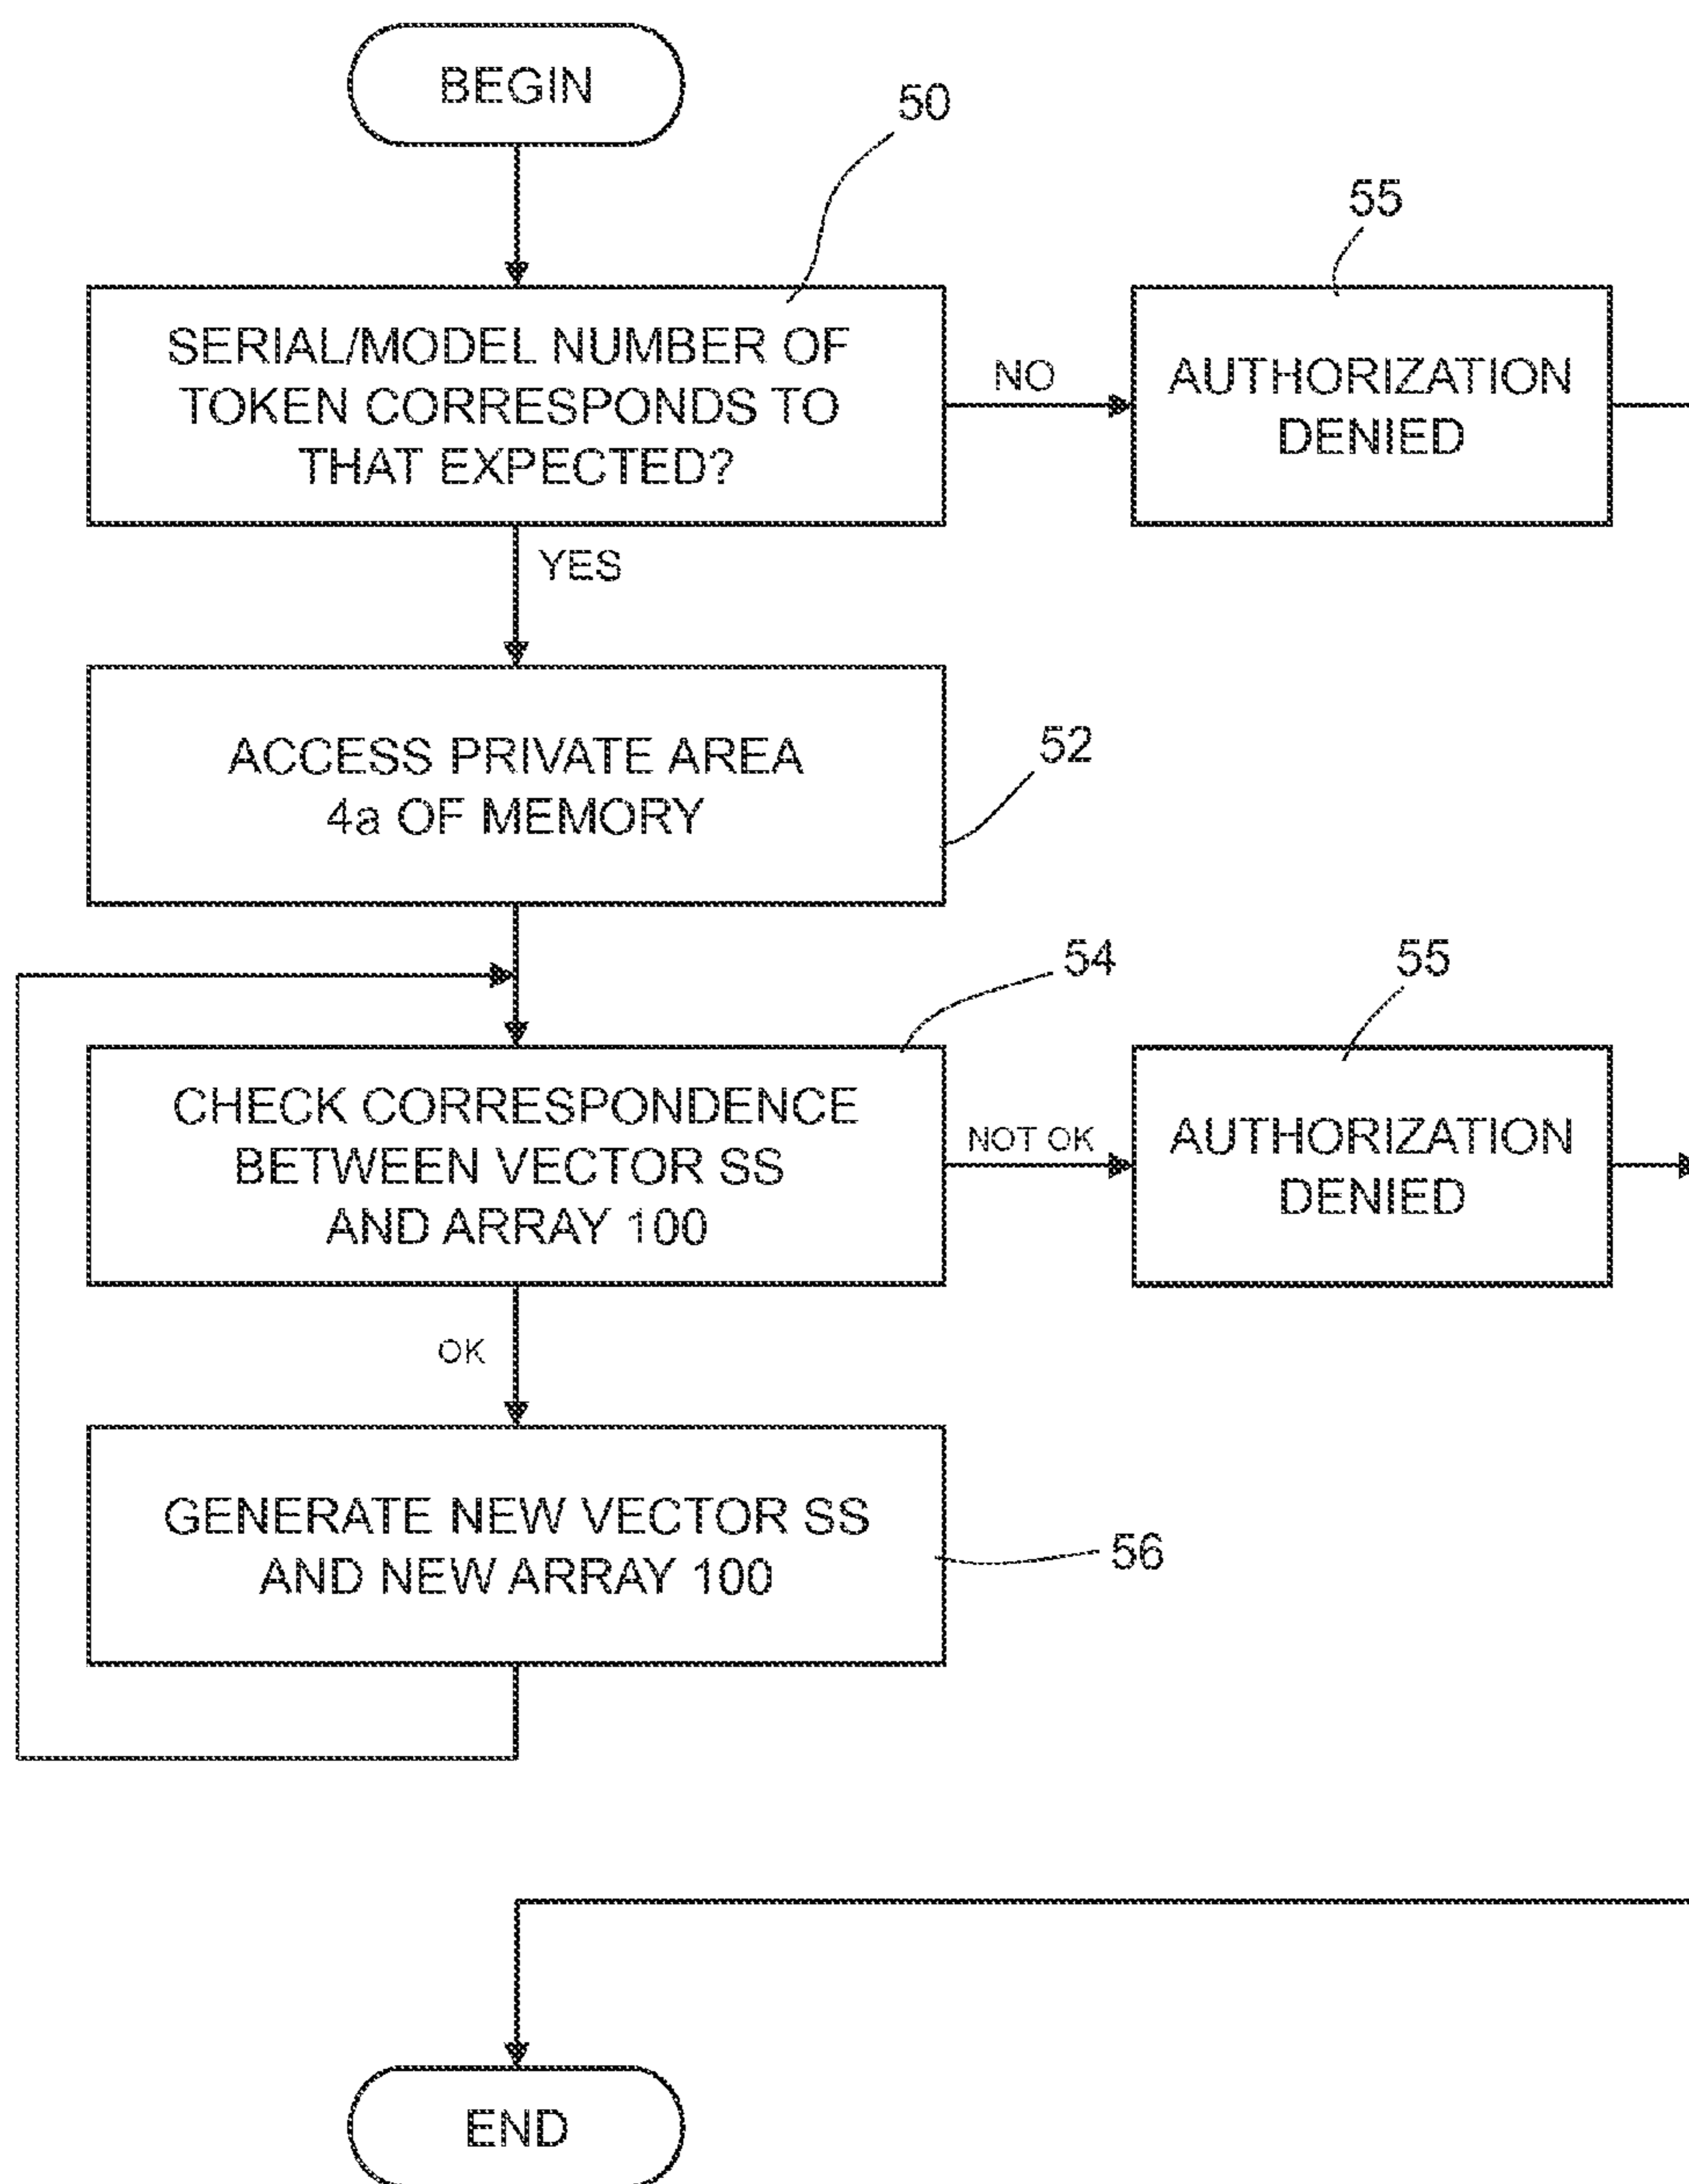 BEGIN
50
55
SERIAL/MODEL NUMBER OF
TOKEN CORRESPONDS TO
THAT EXPECTED?
NO
AUTHORIZATION
DENIED
YES
ACCESS PRIVATE AREA
4a OF MEMORY
52
54
55
CHECK CORRESPONDENCE
BETWEEN VECTOR SS
AND ARRAY 100
NOT OK
AUTHORIZATION
DENIED
OK
GENERATE NEW VECTOR SS
AND NEW ARRAY 100
56
END